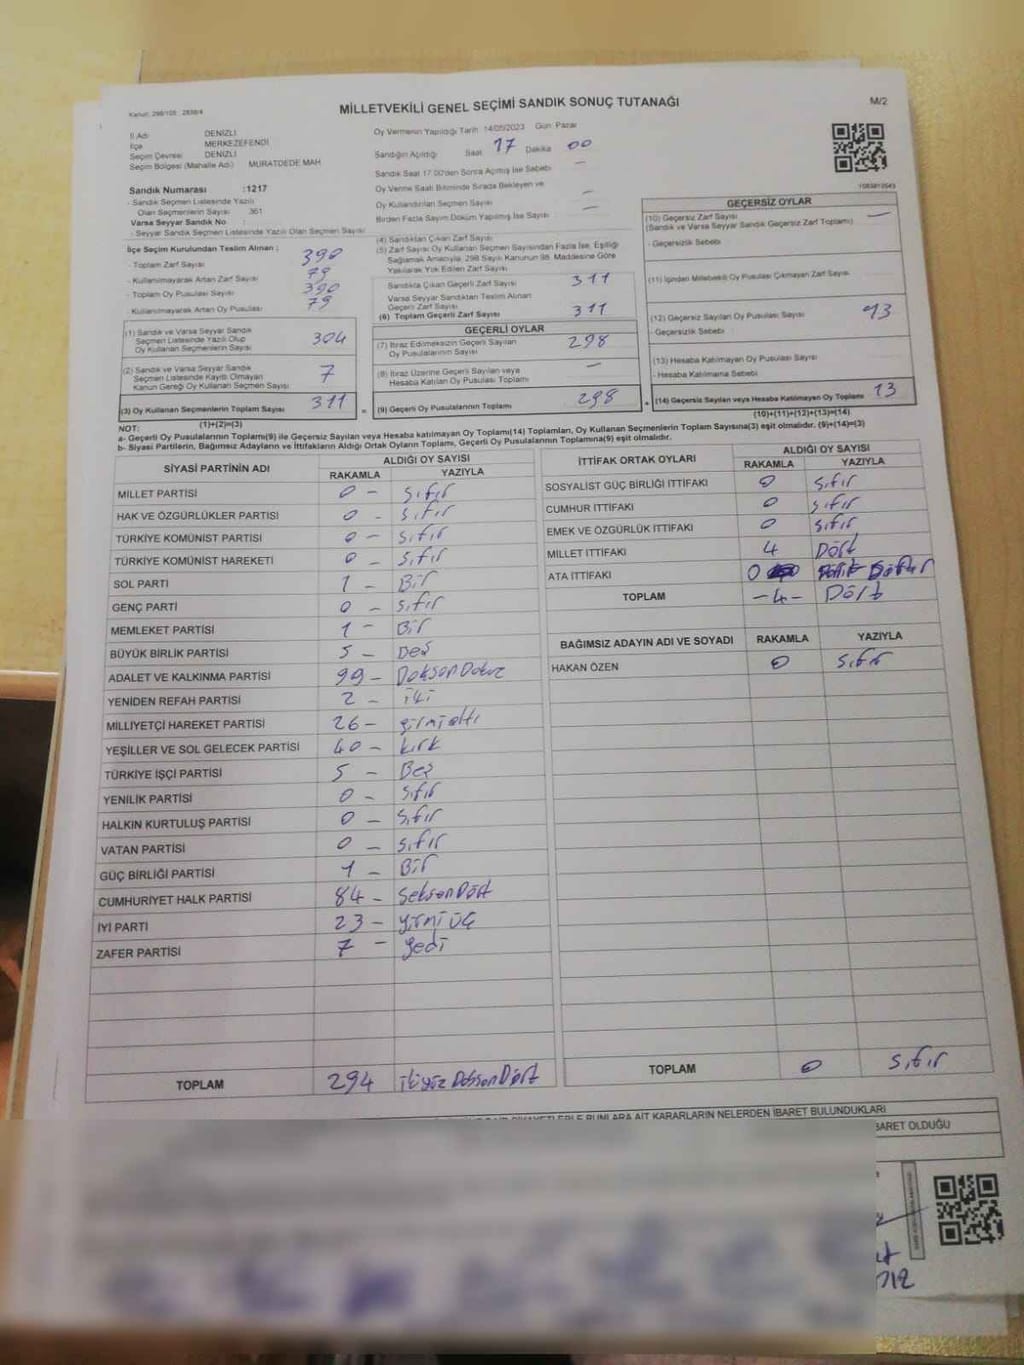 Kanun: 298/105 : 2839/4
MİLLETVEKİLİ GENEL SEÇİMİ SANDIK SONUÇ TUTANAĞI
M/2
İl Adı DENİZLİ
İlçe MERKEZEFENDİ
Seçim Çevresi DENİZLİ
Seçim Bölgesi (Mahalle Adı) MURATDEDE MAH
Sandık Numarası :1217
- Sandık Seçmen Listesinde Yazılı
Olan Seçmenlerin Sayısı 361
Varsa Seyyar Sandık No :
- Seyyar Sandık Seçmen Listesinde Yazılı Olan Seçmen Sayısı
İlçe Seçim Kurulundan Teslim Alınan :
- Toplam Zarf Sayısı 390
- Kullanılmayarak Artan Zarf Sayısı 79
- Toplam Oy Pusulası Sayısı 390
- Kullanılmayarak Artan Oy Pusulası 79
(1) Sandık ve Varsa Seyyar Sandık
Seçmen Listesinde Yazılı Olup
Oy Kullanan Seçmenlerin Sayısı 304
(2) Sandık ve Varsa Seyyar Sandık
Seçmen Listesinde Kayıtlı Olmayan
Kanun Gereği Oy Kullanan Seçmen Sayısı 7
(3) Oy Kullanan Seçmenlerin Toplam Sayısı 311
(1)+(2)=(3)
Oy Vermenin Yapıldığı Tarih 14/05/2023 Gün Pazar
Sandığın Açıldığı Saat 17 Dakika 00
Sandık Saat 17.00'den Sonra Açılmış İse Sebebi —
Oy Verme Saati Bitiminde Sırada Bekleyen ve
Oy Kullandırılan Seçmen Sayısı —
Birden Fazla Sayım Döküm Yapılmış İse Sayısı —
(4) Sandıktan Çıkan Zarf Sayısı
(5) Zarf Sayısı Oy Kullanan Seçmen Sayısından Fazla İse, Eşitliği
Sağlamak Amacıyla, 298 Sayılı Kanunun 98. Maddesine Göre
Yakılarak Yok Edilen Zarf Sayısı
Sandıkta Çıkan Geçerli Zarf Sayısı 311
Varsa Seyyar Sandıktan Teslim Alınan
Geçerli Zarf Sayısı
(6) Toplam Geçerli Zarf Sayısı 311
GEÇERLİ OYLAR
(7) İtiraz Edilmeksizin Geçerli Sayılan
Oy Pusulalarının Sayısı 298
(8) İtiraz Üzerine Geçerli Sayılan veya
Hesaba Katılan Oy Pusulası Toplamı —
(9) Geçerli Oy Pusulalarının Toplamı 298
1083813543
GEÇERSİZ OYLAR
(10) Geçersiz Zarf Sayısı —
(Sandık ve Varsa Seyyar Sandık Geçersiz Zarf Toplamı)
- Geçersizlik Sebebi
(11) İçinden Milletvekili Oy Pusulası Çıkmayan Zarf Sayısı
(12) Geçersiz Sayılan Oy Pusulası Sayısı 13
- Geçersizlik Sebebi
(13) Hesaba Katılmayan Oy Pusulası Sayısı
- Hesaba Katılmama Sebebi
(14) Geçersiz Sayılan veya Hesaba Katılmayan Oy Toplamı 13
(10)+(11)+(12)+(13)=(14)
NOT:
a- Geçerli Oy Pusulalarının Toplamı(9) ile Geçersiz Sayılan veya Hesaba katılmayan Oy Toplamı(14) Toplamları, Oy Kullanan Seçmenlerin Toplam Sayısına(3) eşit olmalıdır. (9)+(14)=(3)
b- Siyasi Partilerin, Bağımsız Adayların ve İttifakların Aldığı Ortak Oyların Toplamı, Geçerli Oy Pusulalarının Toplamına(9) eşit olmalıdır.
SİYASİ PARTİNİN ADI ALDIĞI OY SAYISI
RAKAMLA YAZIYLA
MİLLET PARTİSİ 0 - Sıfır
HAK VE ÖZGÜRLÜKLER PARTİSİ 0 - Sıfır
TÜRKİYE KOMÜNİST PARTİSİ 0 - Sıfır
TÜRKİYE KOMÜNİST HAREKETİ 0 - Sıfır
SOL PARTİ 1 - Bir
GENÇ PARTİ 0 - Sıfır
MEMLEKET PARTİSİ 1 - Bir
BÜYÜK BİRLİK PARTİSİ 5 - Beş
ADALET VE KALKINMA PARTİSİ 99 - Doksan Dokuz
YENİDEN REFAH PARTİSİ 2 - iki
MİLLİYETÇİ HAREKET PARTİSİ 26 - yirmi altı
YEŞİLLER VE SOL GELECEK PARTİSİ 40 - kırk
TÜRKİYE İŞÇİ PARTİSİ 5 - Beş
YENİLİK PARTİSİ 0 - Sıfır
HALKIN KURTULUŞ PARTİSİ 0 - Sıfır
VATAN PARTİSİ 0 - Sıfır
GÜÇ BİRLİĞİ PARTİSİ 1 - Bir
CUMHURİYET HALK PARTİSİ 84 - Seksen Dört
İYİ PARTİ 23 - yirmi üç
ZAFER PARTİSİ 7 - yedi
TOPLAM 294 ikiyüz Doksan Dört
İTTİFAK ORTAK OYLARI ALDIĞI OY SAYISI
RAKAMLA YAZIYLA
SOSYALİST GÜÇ BİRLİĞİ İTTİFAKI 0 Sıfır
CUMHUR İTTİFAKI 0 Sıfır
EMEK VE ÖZGÜRLÜK İTTİFAKI 0 Sıfır
MİLLET İTTİFAKI 4 Dört
ATA İTTİFAKI 0
TOPLAM -4- Dört
BAĞIMSIZ ADAYIN ADI VE SOYADI RAKAMLA YAZIYLA
HAKAN ÖZEN 0 Sıfır
TOPLAM 0 Sıfır
BUNLARA AİT KARARLARIN NELERDEN İBARET BULUNDUKLARI
BARET OLDUĞU